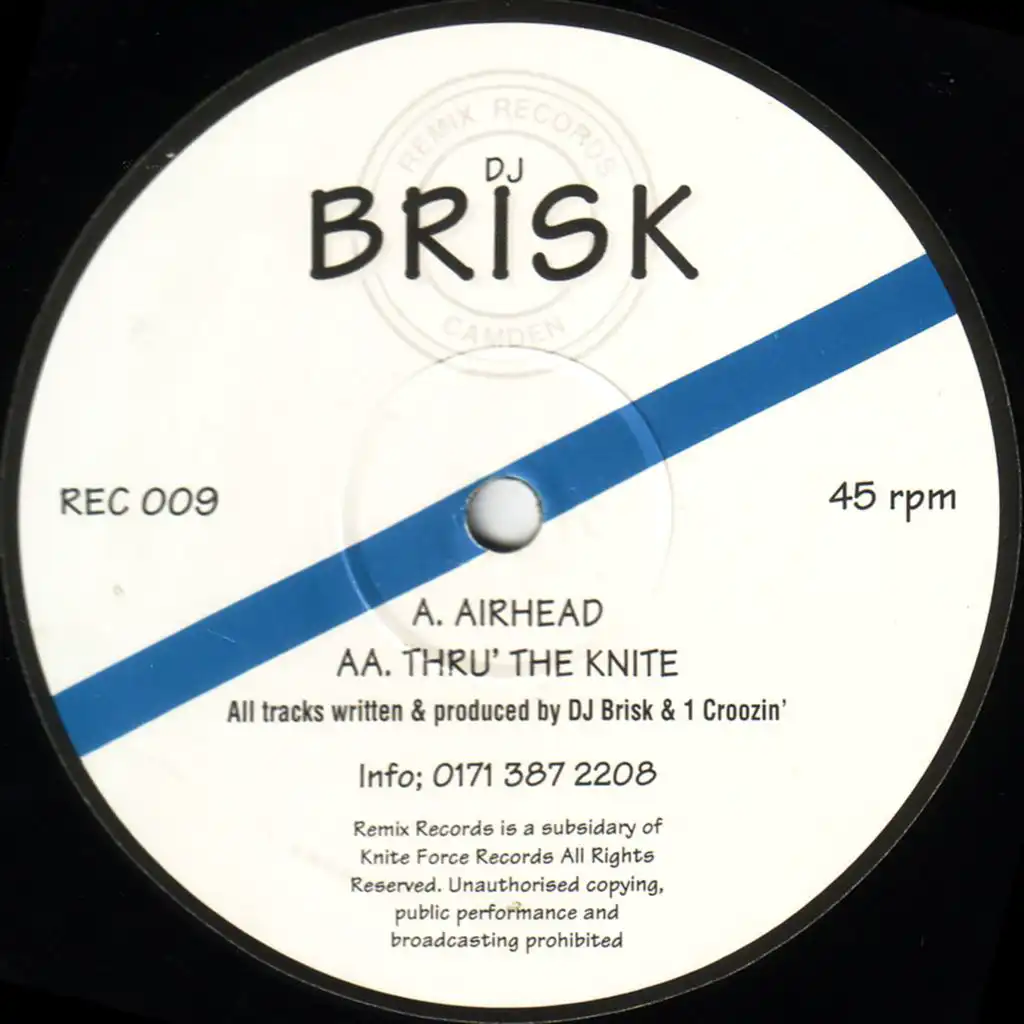 REMIX RECORDS
DJ
BRISK
CAMDEN
REC 009
45 rpm
A. AIRHEAD
AA. THRU' THE KNITE
All tracks written & produced by DJ Brisk & 1 Croozin'
Info; 0171 387 2208
Remix Records is a subsidary of
Knite Force Records All Rights
Reserved. Unauthorised copying,
public performance and
broadcasting prohibited